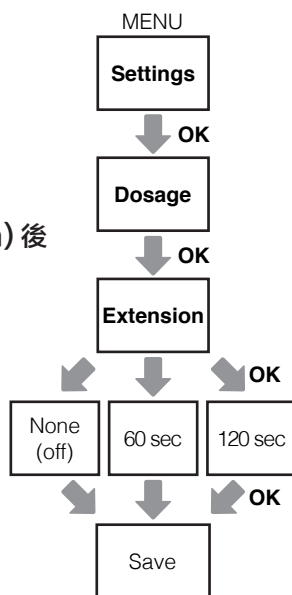 MENU
Settings
OK
Dosage
) 後
OK
Extension
OK
None
(off)
60 sec
120 sec
OK
Save